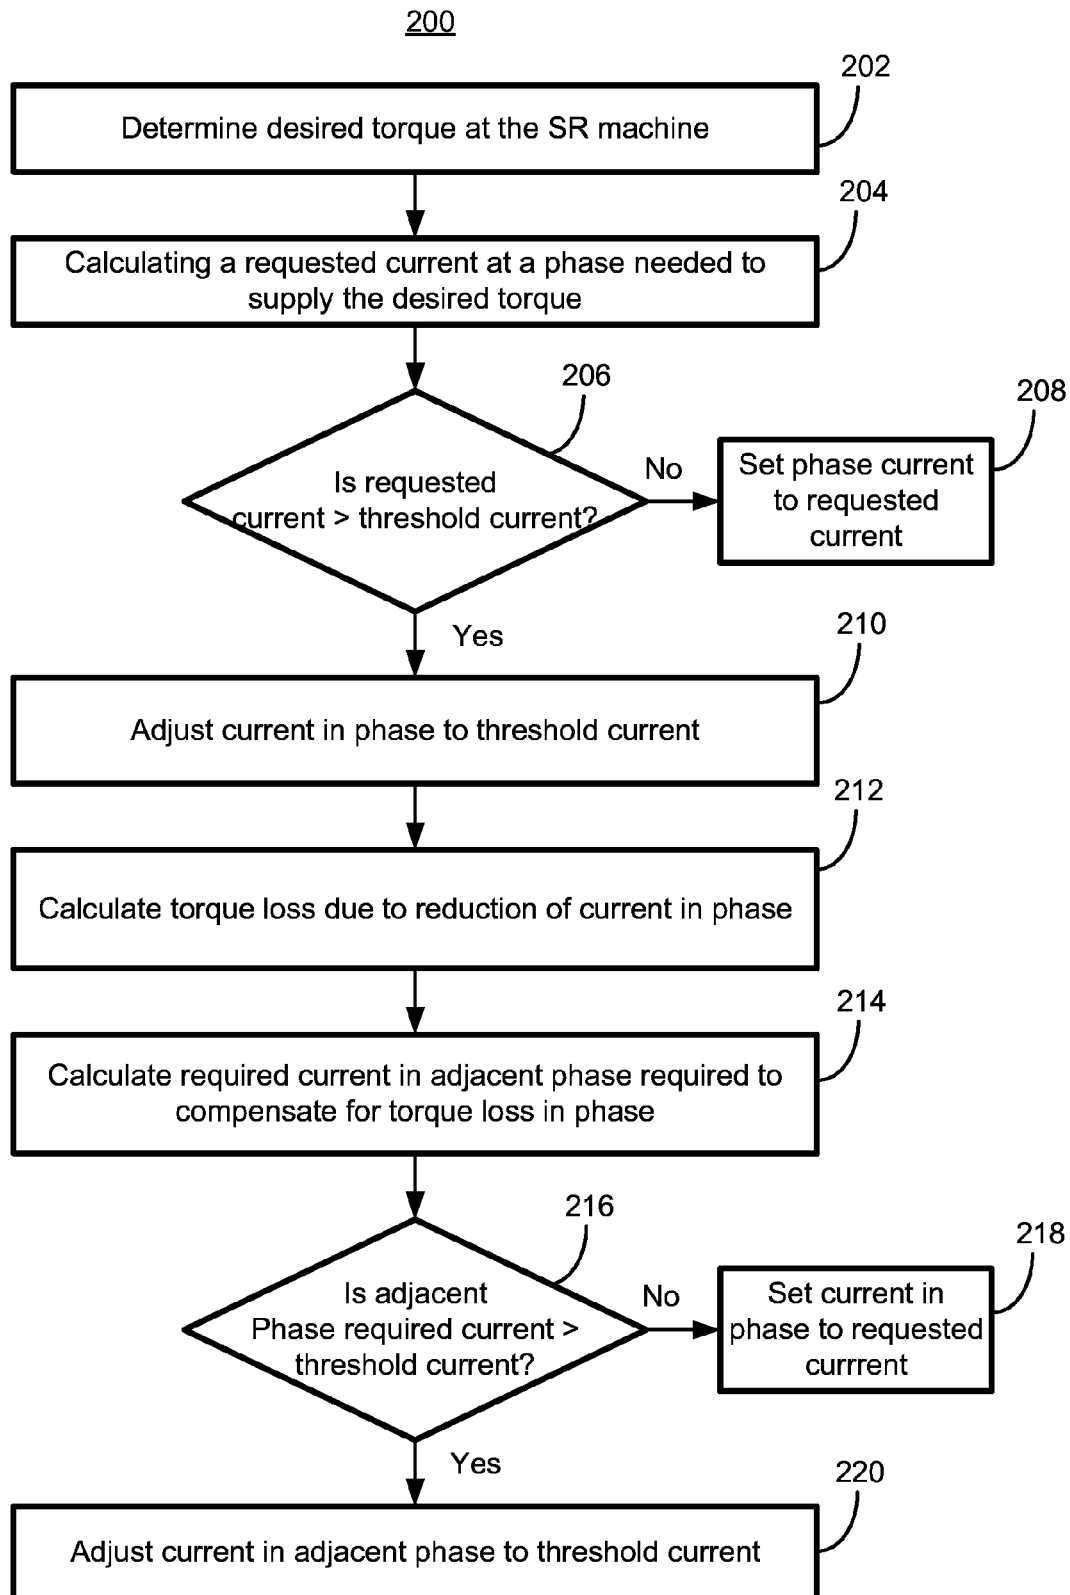 200
202
Determine desired torque at the SR machine
204
Calculating a requested current at a phase needed to
supply the desired torque
206
Is requested
current > threshold current?
No
208
Set phase current
to requested
current
Yes
210
Adjust current in phase to threshold current
212
Calculate torque loss due to reduction of current in phase
214
Calculate required current in adjacent phase required to
compensate for torque loss in phase
216
Is adjacent
Phase required current >
threshold current?
No
218
Set current in
phase to requested
currrent
Yes
220
Adjust current in adjacent phase to threshold current